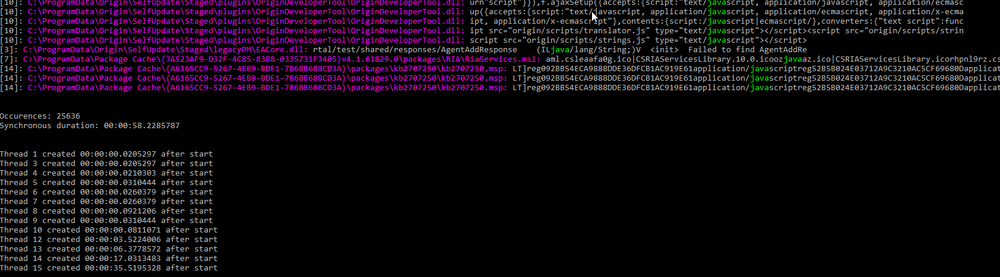 [10]: C:\ProgramData\Origin\SelfUpdate\Staged\plugins\OriginDeveloperTool\OriginDeveloperTool.dll: urn"script"}}),f.ajaxSetup({accepts:{script:"text/javascript, application/javascript, application/ecmasc
[10]: C:\ProgramData\Origin\SelfUpdate\Staged\plugins\OriginDeveloperTool\OriginDeveloperTool.dll: up({accepts:{script:"text/javascript, application/javascript, application/ecmascript, application/x-ecma
[10]: C:\ProgramData\Origin\SelfUpdate\Staged\plugins\OriginDeveloperTool\OriginDeveloperTool.dll: ipt, application/x-ecmascript"},contents:{script:/javascript|ecmascript/},converters:{"text script":func
[10]: C:\ProgramData\Origin\SelfUpdate\Staged\plugins\OriginDeveloperTool\OriginDeveloperTool.dll: ipt src="origin/scripts/translator.js" type="text/javascript"></script><script src="origin/scripts/strin
[10]: C:\ProgramData\Origin\SelfUpdate\Staged\plugins\OriginDeveloperTool\OriginDeveloperTool.dll: script src="origin/scripts/strings.js" type="text/javascript"></script>
[3]: C:\ProgramData\Origin\SelfUpdate\Staged\legacyPM\EACore.dll: rtal/test/shared/responses/AgentAddResponse    (ILjava/lang/String;)V  <init>  Failed to find AgentAddRe
[7]: C:\ProgramData\Package Cache\{3A523AF9-D32F-4C85-8388-0335731F3405}v4.1.61829.0\packages\RIA\RiaServices.msi: aml.csleaafa0g.ico|CSRIAServicesLibrary.10.0.icoozjavaaz.ico|CSRIAServicesLibrary.icorhpnl9rz.cs
[14]: C:\ProgramData\Package Cache\{A6165CC9-5267-4EB9-BDE1-7868B688CD3A}\packages\kb2707250\kb2707250.msp: LT]reg092BB54ECA9888DDE36DFCB1AC919E61application/javascriptreg52B5B024E03712A9C3210AC5CF69680Dapplicat
[14]: C:\ProgramData\Package Cache\{A6165CC9-5267-4EB9-BDE1-7868B688CD3A}\packages\kb2707250\kb2707250.msp: LT]reg092BB54ECA9888DDE36DFCB1AC919E61application/javascriptreg52B5B024E03712A9C3210AC5CF69680Dapplicat
[14]: C:\ProgramData\Package Cache\{A6165CC9-5267-4EB9-BDE1-7868B688CD3A}\packages\kb2707250\kb2707250.msp: LT]reg092BB54ECA9888DDE36DFCB1AC919E61application/javascriptreg52B5B024E03712A9C3210AC5CF69680Dapplicat
Occurences: 25636
Synchronous duration: 00:00:58.2285787
Thread 1 created 00:00:00.0205297 after start
Thread 3 created 00:00:00.0205297 after start
Thread 4 created 00:00:00.0210303 after start
Thread 5 created 00:00:00.0310444 after start
Thread 6 created 00:00:00.0260379 after start
Thread 7 created 00:00:00.0260379 after start
Thread 8 created 00:00:00.0921206 after start
Thread 9 created 00:00:00.0310444 after start
Thread 10 created 00:00:00.0811071 after start
Thread 12 created 00:00:03.5224006 after start
Thread 13 created 00:00:06.3778572 after start
Thread 14 created 00:00:17.0313483 after start
Thread 15 created 00:00:35.5195328 after start